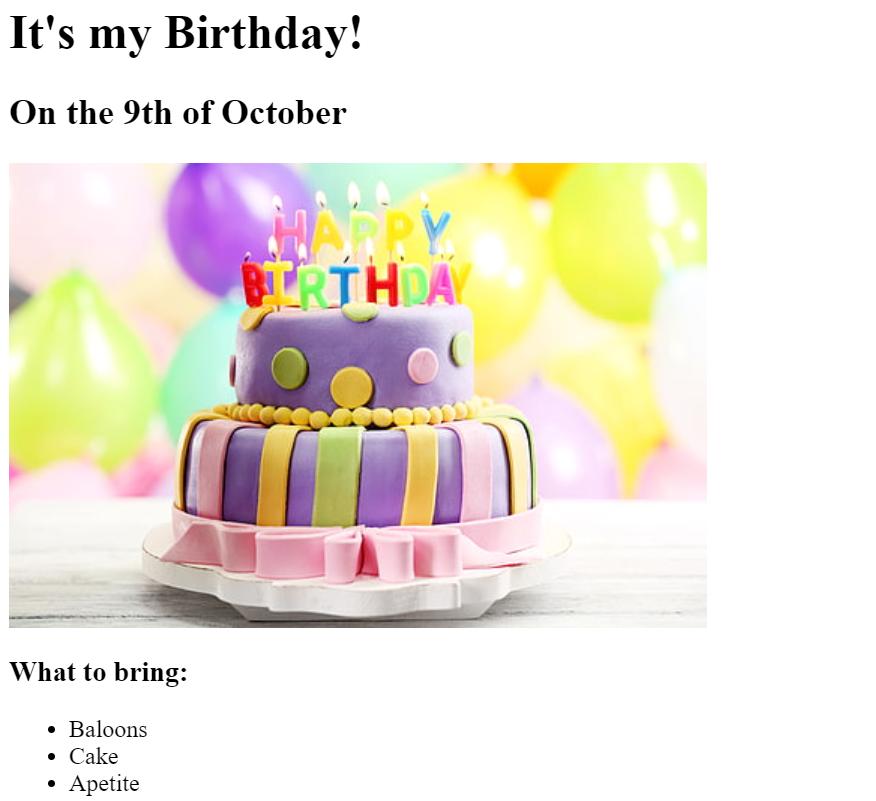 It's my Birthday!
On the 9th of October
HAPPY
BIRTHDAY
What to bring:
Baloons
Cake
Apetite